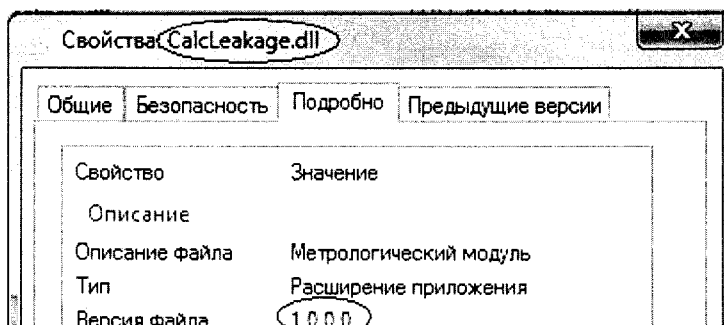 Свойства: CalcLeakage.dll
Общие Безопасность Подробно Предыдущие версии
Свойство Значение
Описание
Описание файла Метрологический модуль
Тип Расширение приложения
Версия файла 1.0.0.0